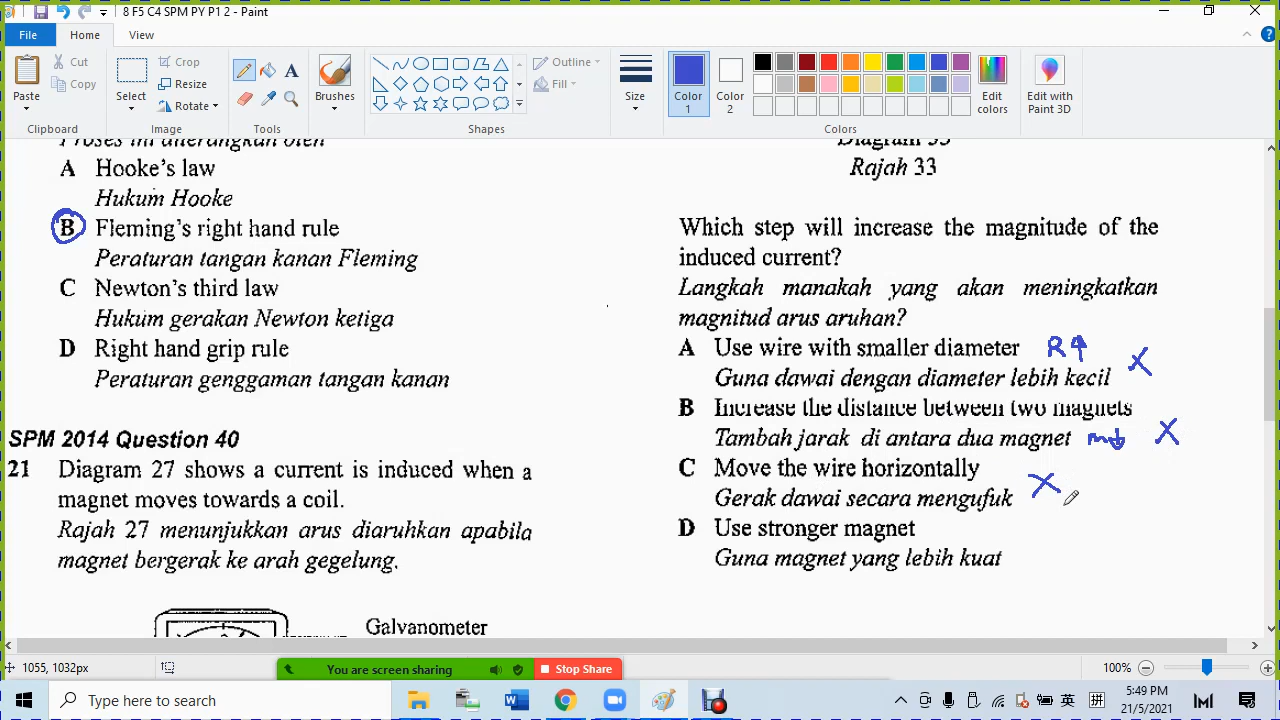 8 F5 C4 SPM PY P1 2 - Paint
File Home View
Paste Cut Copy Clipboard
Select Crop Resize Rotate Image
Tools
Brushes
Outline Fill Shapes
Size
Color 1 Color 2 Edit colors Colors
Edit with Paint 3D
Proses ini diterangkan oleh
A Hooke's law
Hukum Hooke
B Fleming's right hand rule
Peraturan tangan kanan Fleming
C Newton's third law
Hukum gerakan Newton ketiga
D Right hand grip rule
Peraturan genggaman tangan kanan
SPM 2014 Question 40
21 Diagram 27 shows a current is induced when a
magnet moves towards a coil.
Rajah 27 menunjukkan arus diaruhkan apabila
magnet bergerak ke arah gegelung.
Galvanometer
Diagram 33
Rajah 33
Which step will increase the magnitude of the
induced current?
Langkah manakah yang akan meningkatkan
magnitud arus aruhan?
A Use wire with smaller diameter R↑
Guna dawai dengan diameter lebih kecil X
B Increase the distance between two magnets
Tambah jarak di antara dua magnet m↓ X
C Move the wire horizontally
Gerak dawai secara mengufuk X
D Use stronger magnet
Guna magnet yang lebih kuat
1055, 1032px
You are screen sharing Stop Share
100%
Type here to search
英 拼
5:49 PM
21/5/2021